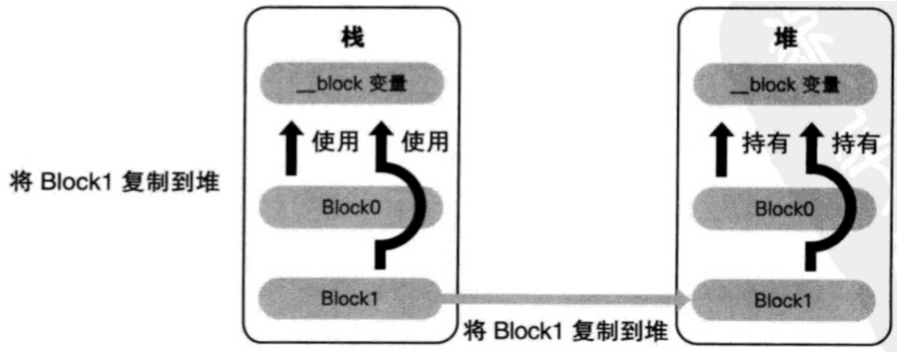 栈
__block 变量
使用
使用
Block0
Block1
将 Block1 复制到堆
将 Block1 复制到堆
堆
__block 变量
持有
持有
Block0
Block1